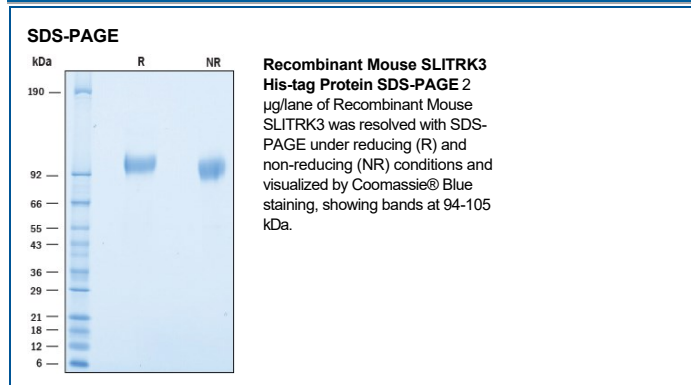 SDS-PAGE
kDa R NR
190
92
66
55
43
36
29
21
18
12
6
Recombinant Mouse SLITRK3
His-tag Protein SDS-PAGE 2
µg/lane of Recombinant Mouse
SLITRK3 was resolved with SDS-
PAGE under reducing (R) and
non-reducing (NR) conditions and
visualized by Coomassie® Blue
staining, showing bands at 94-105
kDa.